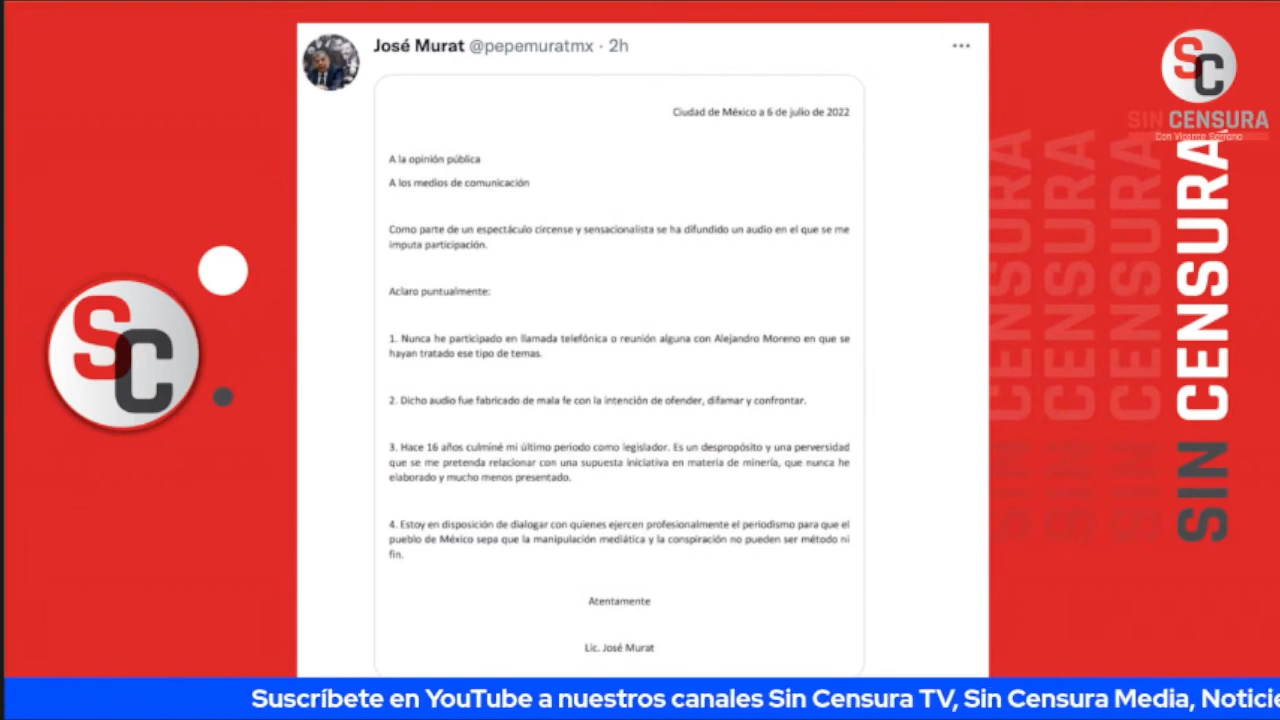 José Murat @pepemuratmx · 2h
Ciudad de México a 6 de julio de 2022
A la opinión pública
A los medios de comunicación
Como parte de un espectáculo circense y sensacionalista se ha difundido un audio en el que se me
imputa participación.
Aclaro puntualmente:
1. Nunca he participado en llamada telefónica o reunión alguna con Alejandro Moreno en que se
hayan tratado ese tipo de temas.
2. Dicho audio fue fabricado de mala fe con la intención de ofender, difamar y confrontar.
3. Hace 16 años culminé mi último periodo como legislador. Es un despropósito y una perversidad
que se me pretenda relacionar con una supuesta iniciativa en materia de minería, que nunca he
elaborado y mucho menos presentado.
4. Estoy en disposición de dialogar con quienes ejercen profesionalmente el periodismo para que el
pueblo de México sepa que la manipulación mediática y la conspiración no pueden ser método ni
fin.
Atentamente
Lic. José Murat
SC
SC
SIN CENSURA
Con Vicente Serrano
SIN CENSURA
CENSURA
CENSURA
CENSURA
Suscríbete en YouTube a nuestros canales Sin Censura TV, Sin Censura Media, Notici